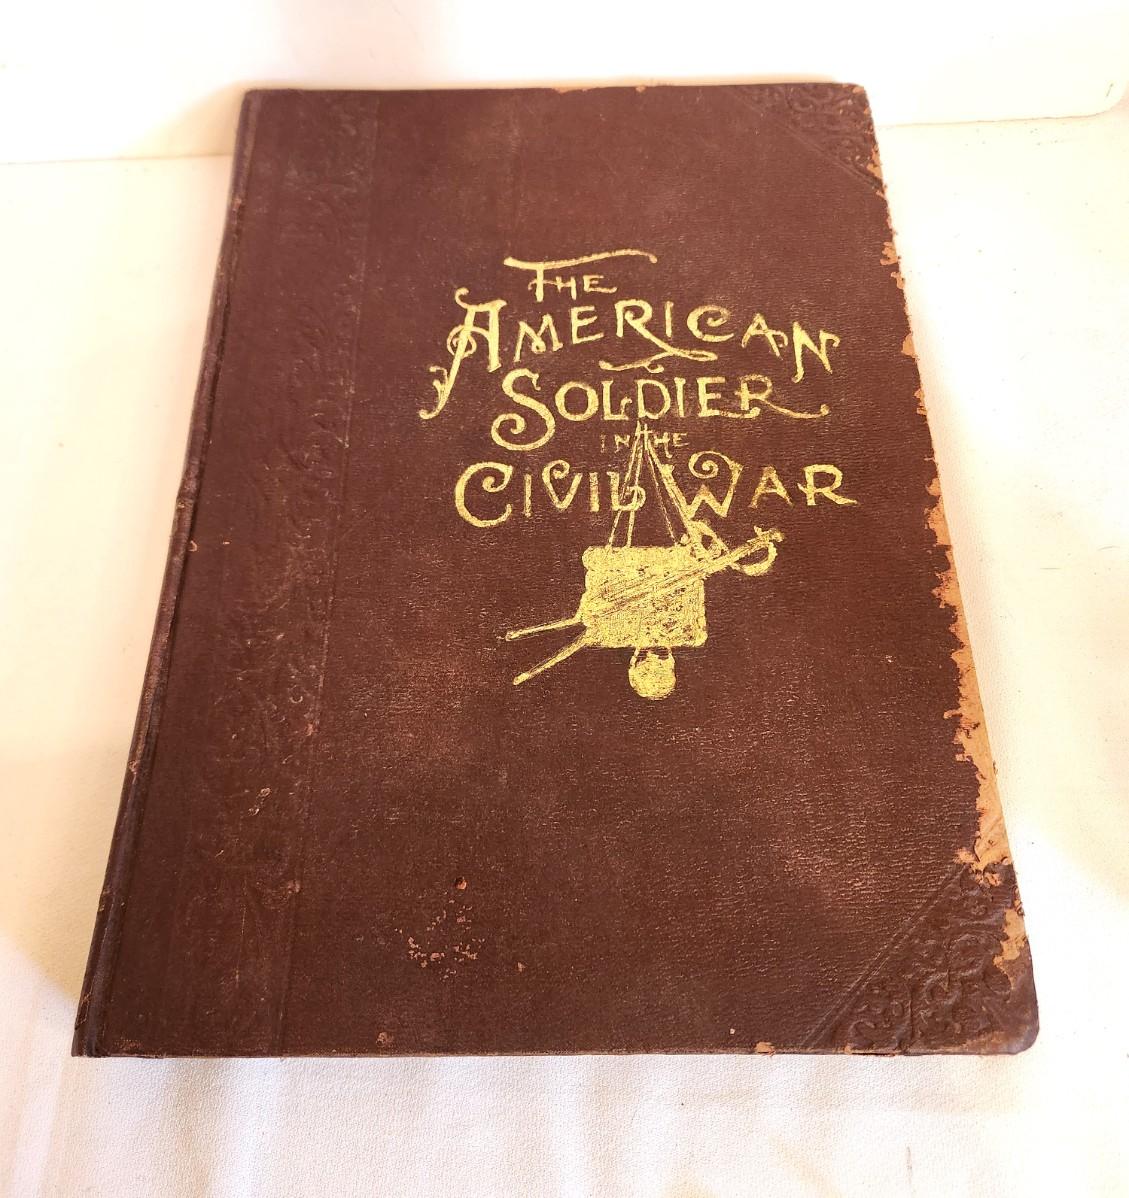 THE
AMERICAN
SOLDIER
IN THE
CIVIL WAR